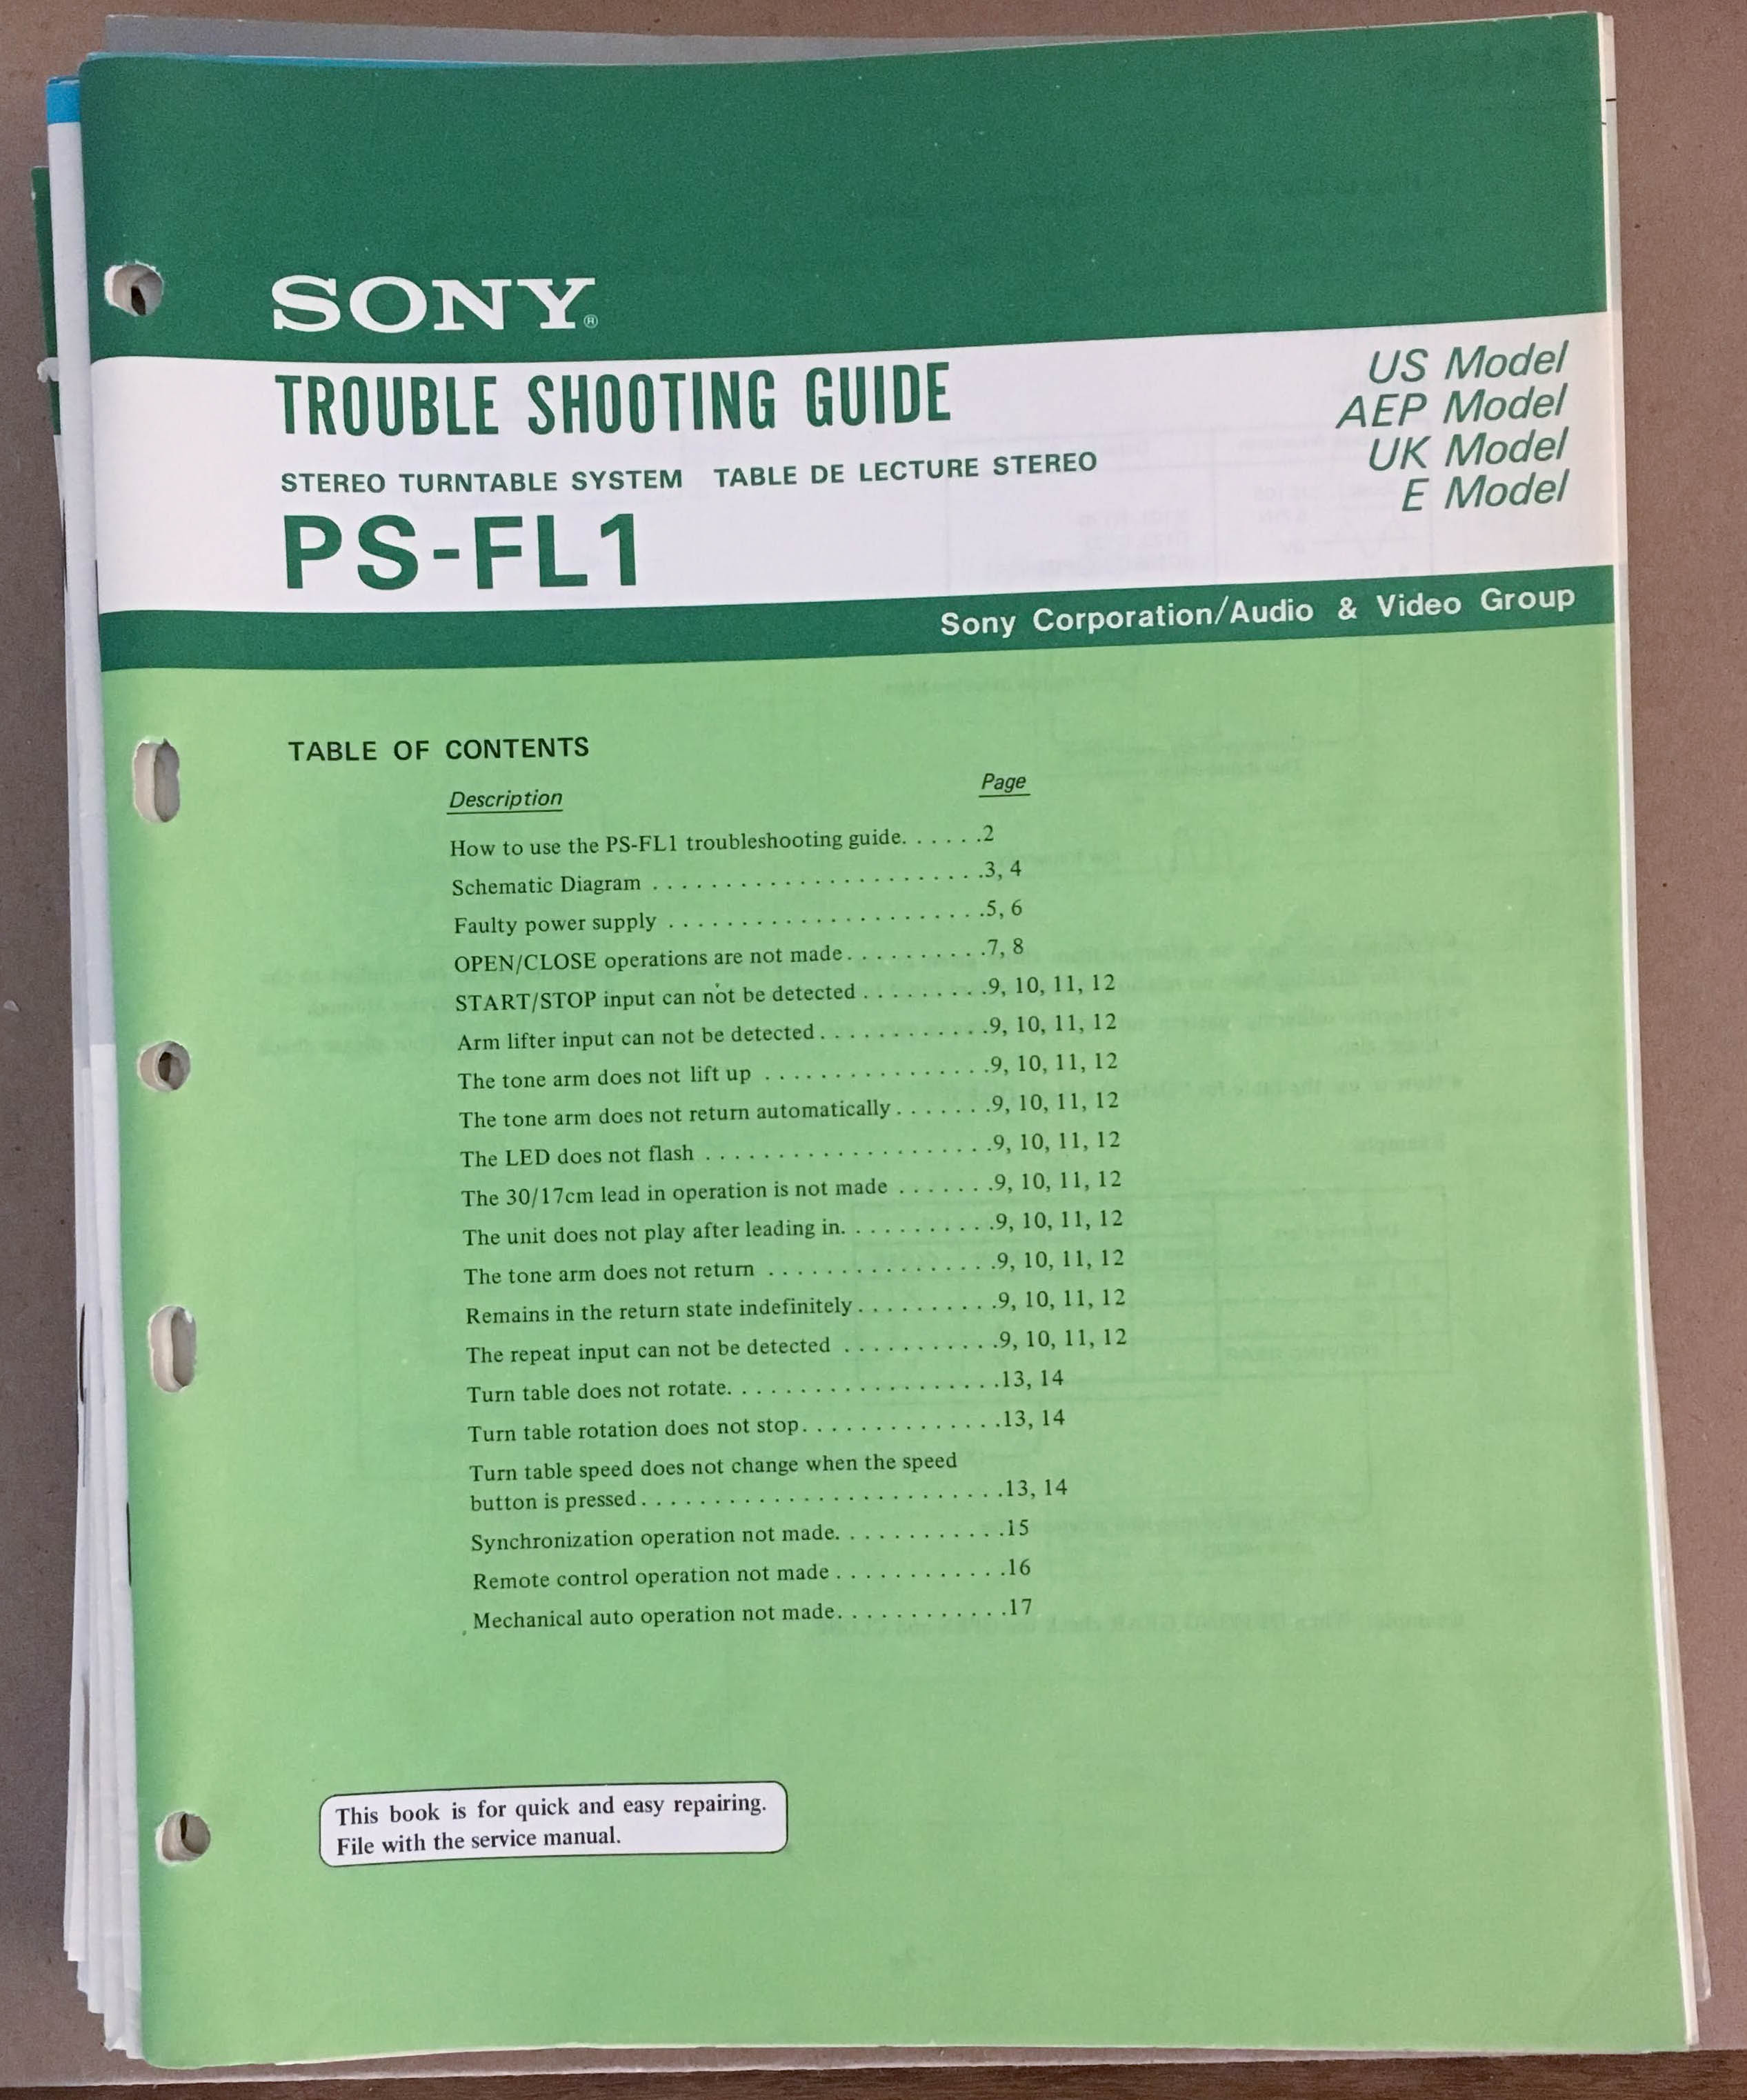 SONY®
TROUBLE SHOOTING GUIDE
STEREO TURNTABLE SYSTEM TABLE DE LECTURE STEREO
PS-FL1
US Model
AEP Model
UK Model
E Model
Sony Corporation/Audio & Video Group
TABLE OF CONTENTS
Description Page
How to use the PS-FL1 troubleshooting guide. . . . . .2
Schematic Diagram . . . . . . . . . . . . . . . . . . . . . . .3, 4
Faulty power supply . . . . . . . . . . . . . . . . . . . . . .5, 6
OPEN/CLOSE operations are not made. . . . . . . . . .7, 8
START/STOP input can not be detected . . . . . . . . .9, 10, 11, 12
Arm lifter input can not be detected. . . . . . . . . . . .9, 10, 11, 12
The tone arm does not lift up . . . . . . . . . . . . . . . .9, 10, 11, 12
The tone arm does not return automatically. . . . . . .9, 10, 11, 12
The LED does not flash . . . . . . . . . . . . . . . . . . . .9, 10, 11, 12
The 30/17cm lead in operation is not made . . . . . . .9, 10, 11, 12
The unit does not play after leading in. . . . . . . . . . .9, 10, 11, 12
The tone arm does not return . . . . . . . . . . . . . . . .9, 10, 11, 12
Remains in the return state indefinitely. . . . . . . . . .9, 10, 11, 12
The repeat input can not be detected . . . . . . . . . . .9, 10, 11, 12
Turn table does not rotate. . . . . . . . . . . . . . . . . . .13, 14
Turn table rotation does not stop. . . . . . . . . . . . . .13, 14
Turn table speed does not change when the speed
button is pressed. . . . . . . . . . . . . . . . . . . . . . . . .13, 14
Synchronization operation not made. . . . . . . . . . . .15
Remote control operation not made . . . . . . . . . . . .16
Mechanical auto operation not made. . . . . . . . . . . .17
This book is for quick and easy repairing.
File with the service manual.